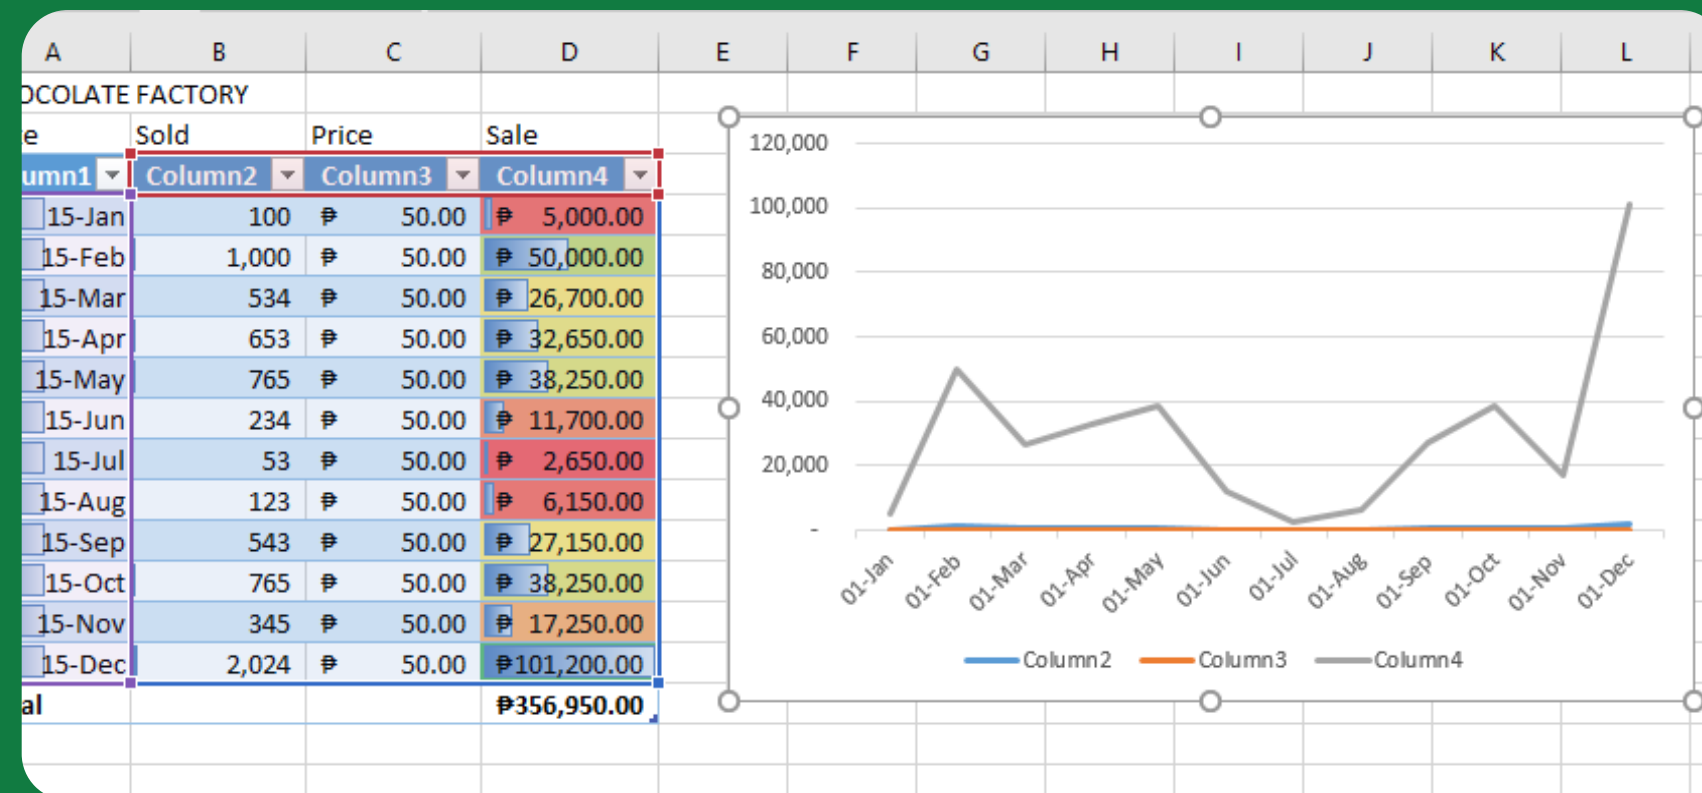 A B C D E F G H I J K L
OCOLATE FACTORY
e Sold Price Sale
umn1 Column2 Column3 Column4
15-Jan 100 ₱ 50.00 ₱ 5,000.00
15-Feb 1,000 ₱ 50.00 ₱ 50,000.00
15-Mar 534 ₱ 50.00 ₱ 26,700.00
15-Apr 653 ₱ 50.00 ₱ 32,650.00
15-May 765 ₱ 50.00 ₱ 38,250.00
15-Jun 234 ₱ 50.00 ₱ 11,700.00
15-Jul 53 ₱ 50.00 ₱ 2,650.00
15-Aug 123 ₱ 50.00 ₱ 6,150.00
15-Sep 543 ₱ 50.00 ₱ 27,150.00
15-Oct 765 ₱ 50.00 ₱ 38,250.00
15-Nov 345 ₱ 50.00 ₱ 17,250.00
15-Dec 2,024 ₱ 50.00 ₱101,200.00
al ₱356,950.00
120,000
100,000
80,000
60,000
40,000
20,000
-
01-Jan 01-Feb 01-Mar 01-Apr 01-May 01-Jun 01-Jul 01-Aug 01-Sep 01-Oct 01-Nov 01-Dec
Column2 Column3 Column4